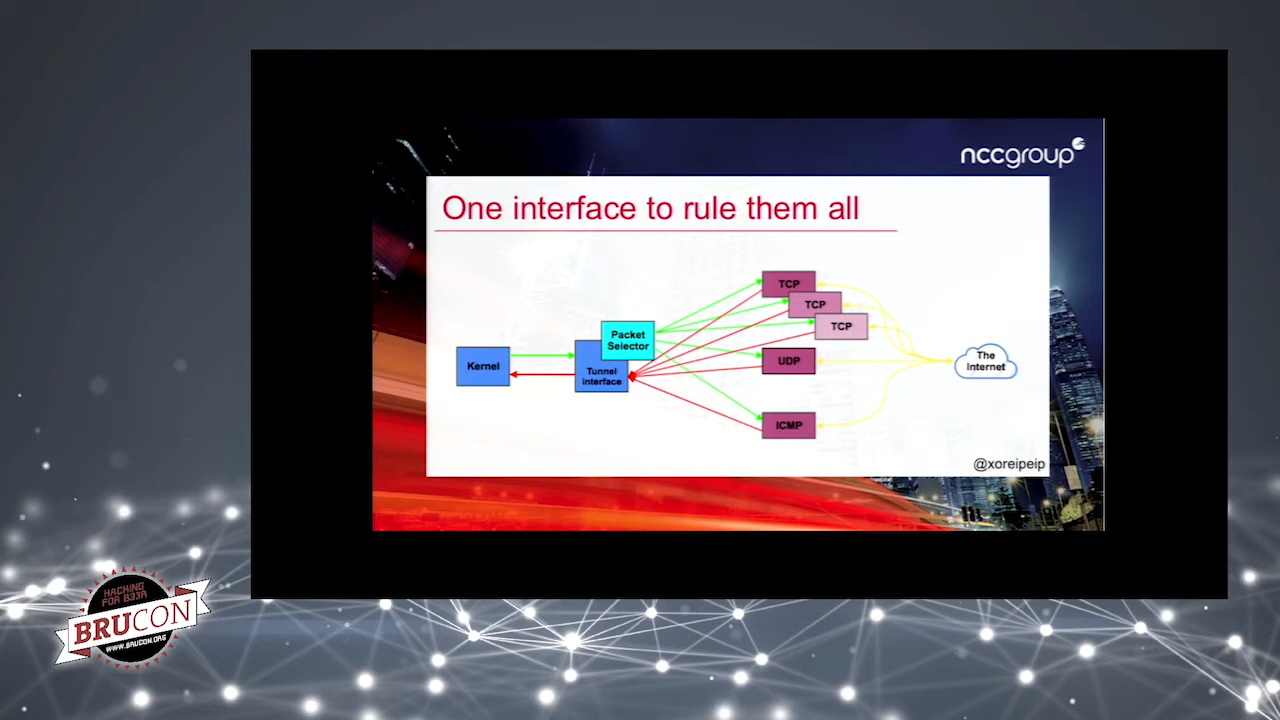 nccgroup
One interface to rule them all
TCP
TCP
TCP
Packet
Selector
Kernel
Tunnel
interface
UDP
The
Internet
ICMP
@xoreipeip
HACKING
FOR B33R
BRUCON
WWW.BRUCON.ORG